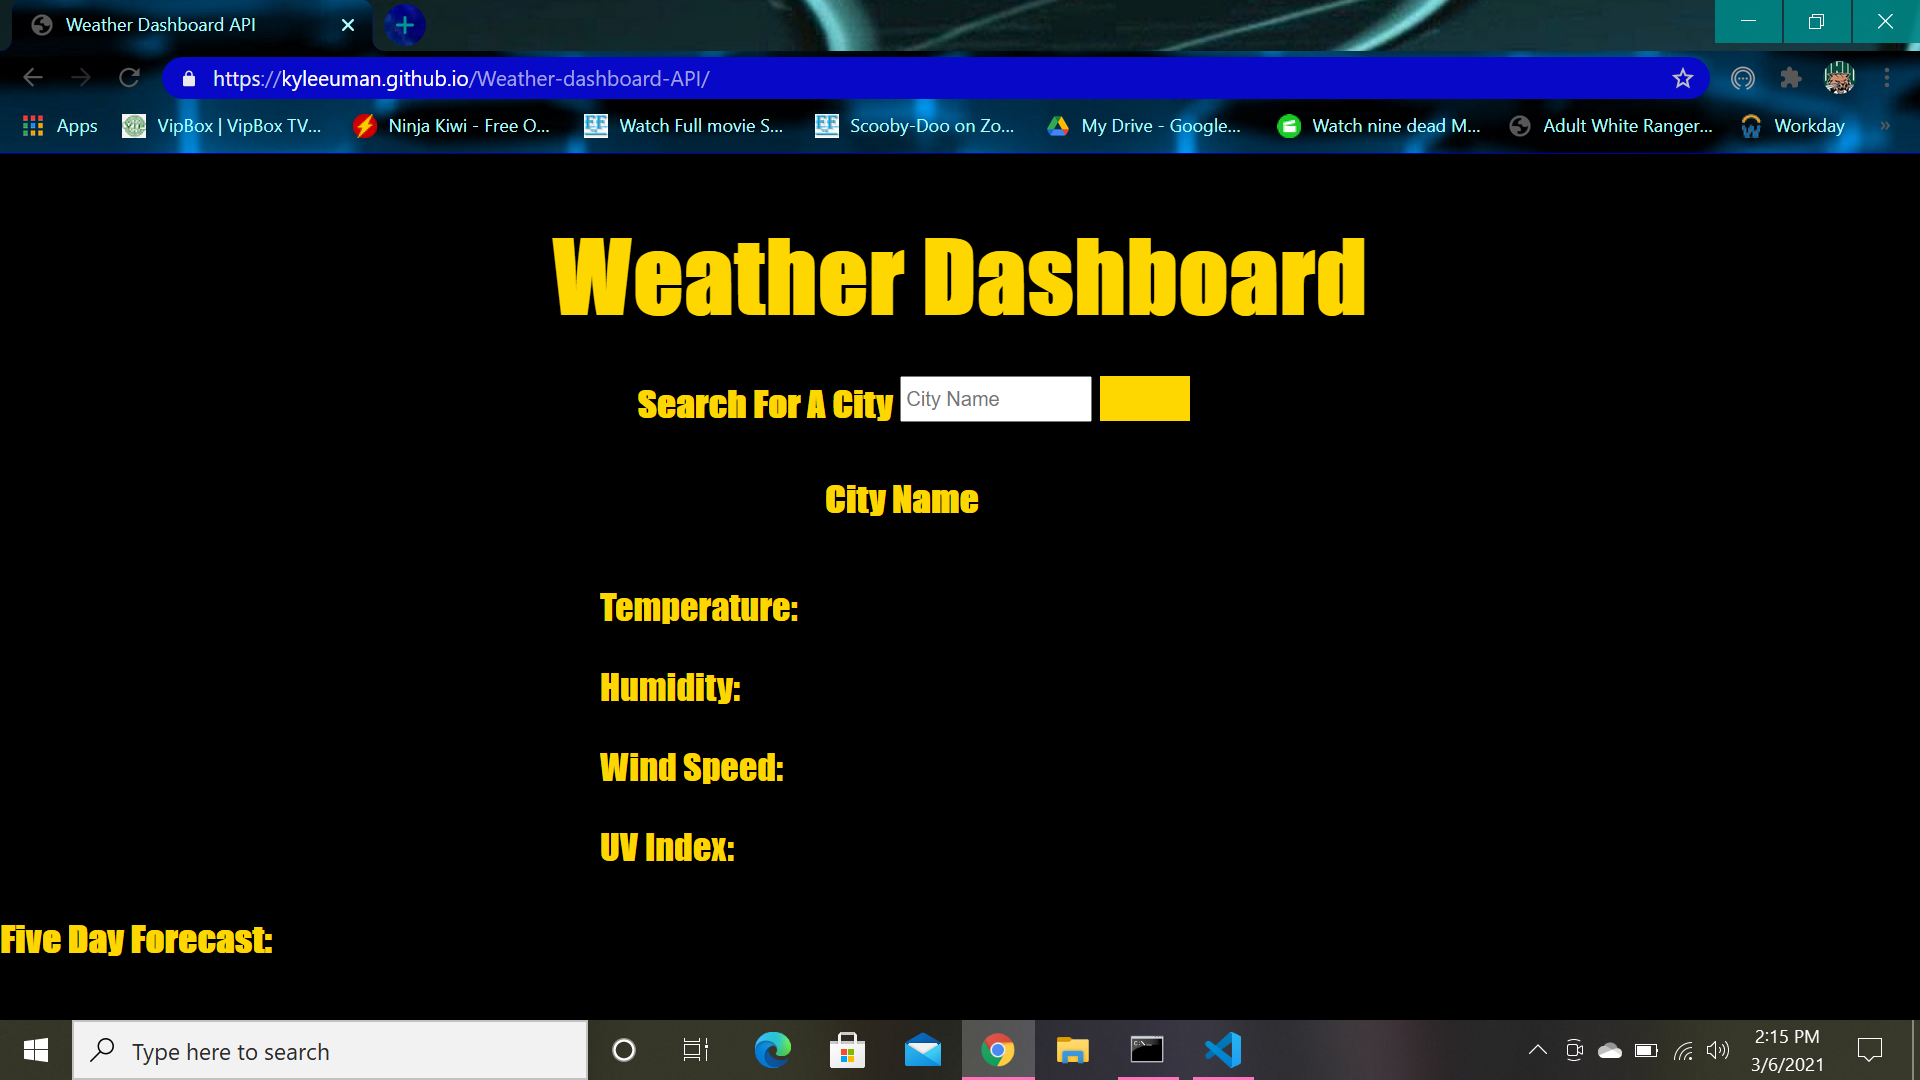 Weather Dashboard API
https://kyleeuman.github.io/Weather-dashboard-API/
Apps VipBox | VipBox TV... Ninja Kiwi - Free O... Watch Full movie S... Scooby-Doo on Zo... My Drive - Google... Watch nine dead M... Adult White Ranger... Workday »
Weather Dashboard
Search For A City City Name
City Name
Temperature:
Humidity:
Wind Speed:
UV Index:
Five Day Forecast:
Type here to search
2:15 PM
3/6/2021